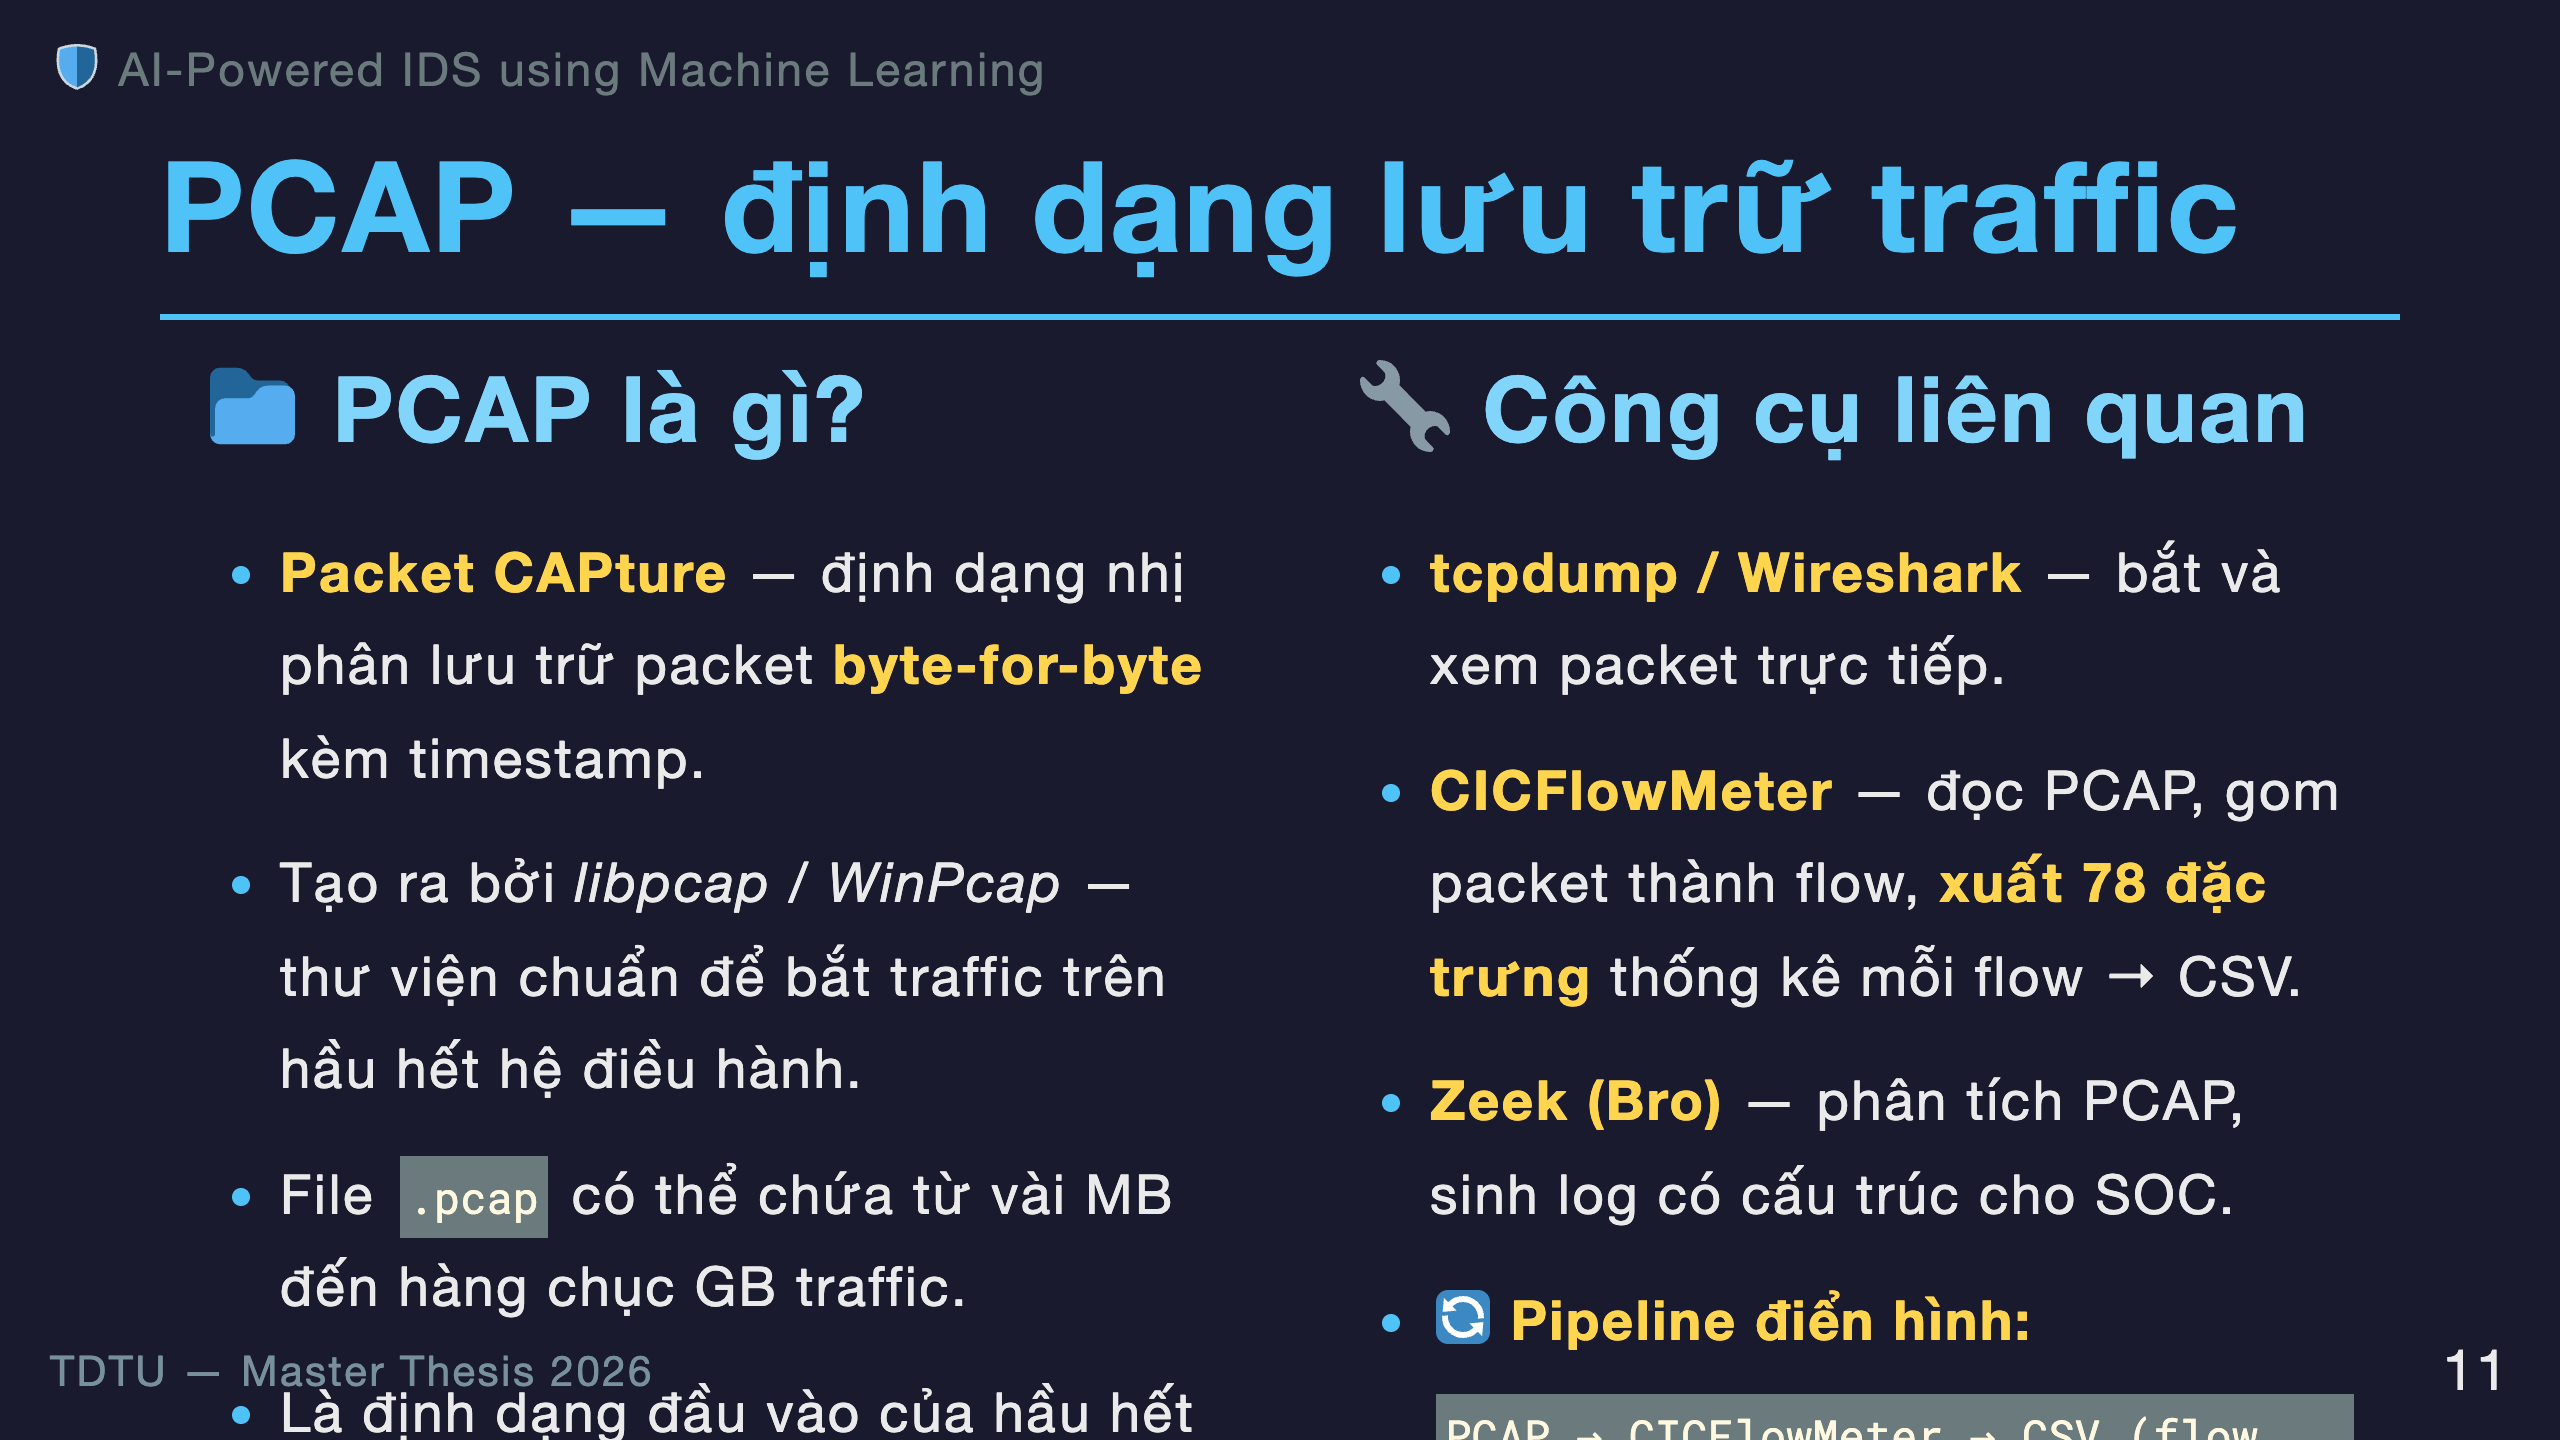 AI-Powered IDS using Machine Learning
PCAP — định dạng lưu trữ traffic
PCAP là gì?
Packet CAPture — định dạng nhị
phân lưu trữ packet byte-for-byte
kèm timestamp.
Tạo ra bởi libpcap / WinPcap —
thư viện chuẩn để bắt traffic trên
hầu hết hệ điều hành.
File .pcap có thể chứa từ vài MB
đến hàng chục GB traffic.
Là định dạng đầu vào của hầu hết
Công cụ liên quan
tcpdump / Wireshark — bắt và
xem packet trực tiếp.
CICFlowMeter — đọc PCAP, gom
packet thành flow, xuất 78 đặc
trưng thống kê mỗi flow → CSV.
Zeek (Bro) — phân tích PCAP,
sinh log có cấu trúc cho SOC.
Pipeline điển hình:
PCAP → CICFlowMeter → CSV (flow
TDTU — Master Thesis 2026
11